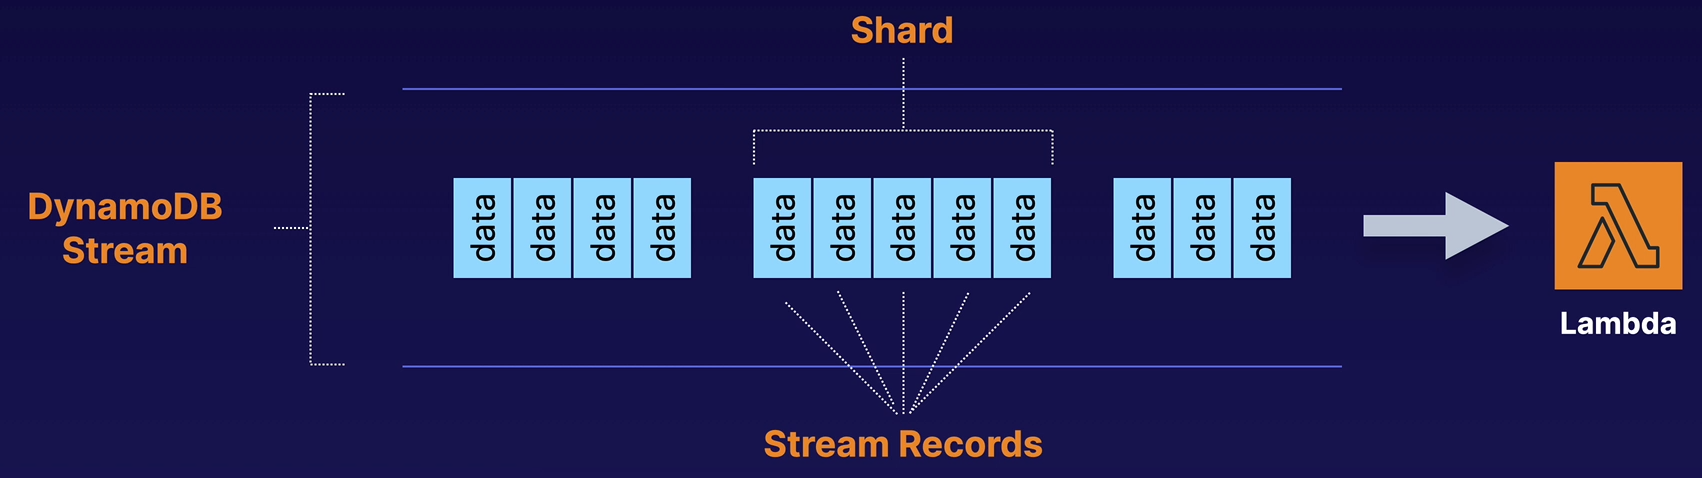 Shard
DynamoDB
Stream
data data data data data data data data data data data data
Lambda
Stream Records